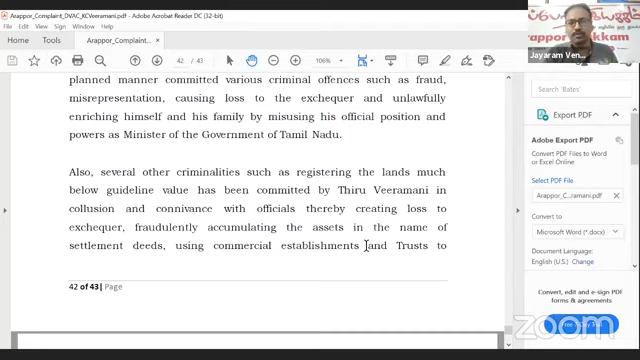 Arappor_Complaint_DVAC_KCVeeramani.pdf - Adobe Acrobat Reader DC (32-bit)
File Edit View Sign Window Help
Home Tools Arappor_Complaint_... ×
42 / 43 106%
planned manner committed various criminal offences such as fraud,
misrepresentation, causing loss to the exchequer and unlawfully
enriching himself and his family by misusing his official position and
powers as Minister of the Government of Tamil Nadu.
Also, several other criminalities such as registering the lands much
below guideline value has been committed by Thiru Veeramani in
collusion and connivance with officials thereby creating loss to
exchequer, fraudulently accumulating the assets in the name of
settlement deeds, using commercial establishments and Trusts to
42 of 43| Page
Jayaram Ven...
Search 'Bates'
Export PDF
Adobe Export PDF
Convert PDF Files to Word
or Excel Online
Select PDF File
Arappor_C...ramani.pdf ×
Convert to
Microsoft Word (*.docx)
Document Language:
English (U.S.) Change
Convert, edit and e-sign PDF
forms & agreements
zoom